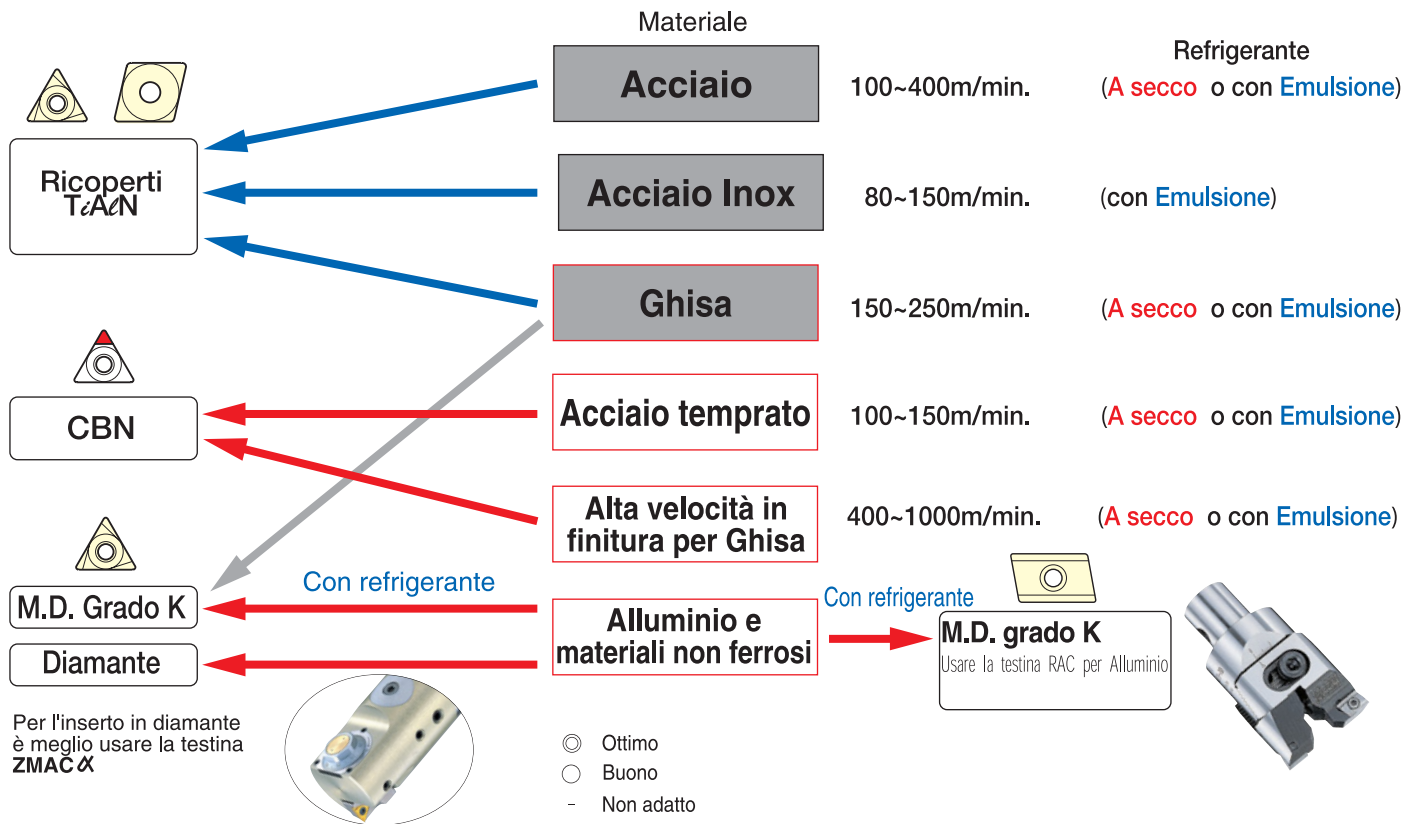 Materiale
Refrigerante
Acciaio 100~400m/min. (A secco o con Emulsione)
Ricoperti
TiAlN
Acciaio Inox 80~150m/min. (con Emulsione)
Ghisa 150~250m/min. (A secco o con Emulsione)
CBN
Acciaio temprato 100~150m/min. (A secco o con Emulsione)
Alta velocità in
finitura per Ghisa
400~1000m/min. (A secco o con Emulsione)
M.D. Grado K
Con refrigerante
Diamante
Alluminio e
materiali non ferrosi
Con refrigerante
M.D. grado K
Usare la testina RAC per Alluminio
Per l'inserto in diamante
è meglio usare la testina
ZMAC α
◎ Ottimo
○ Buono
- Non adatto